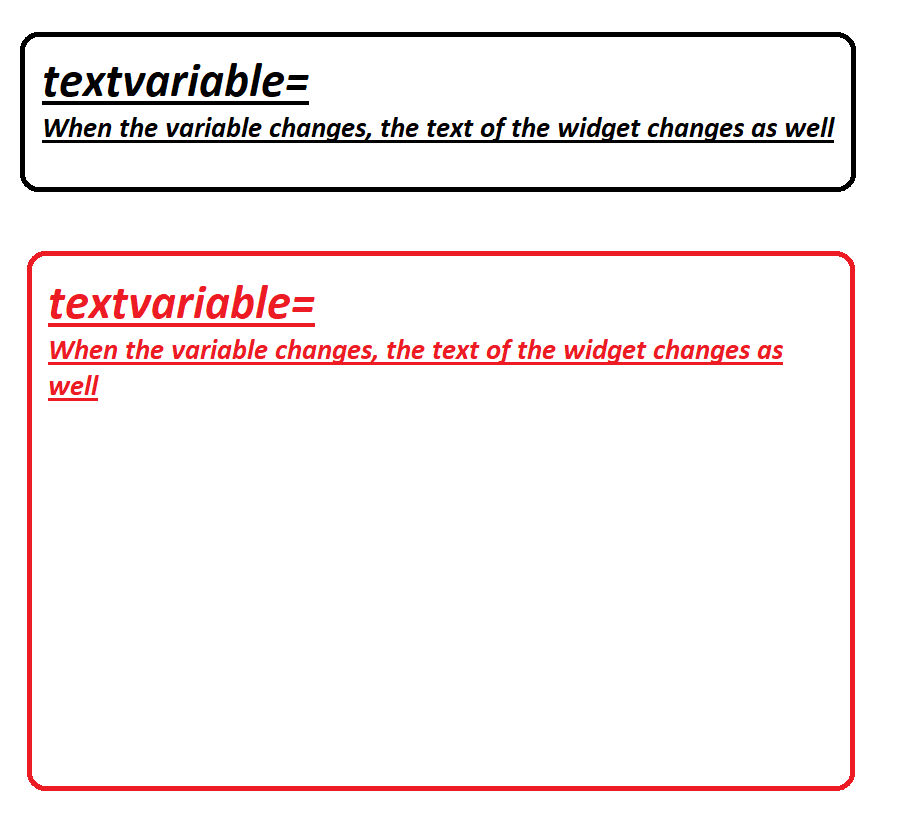 textvariable=
When the variable changes, the text of the widget changes as well
textvariable=
When the variable changes, the text of the widget changes as
well